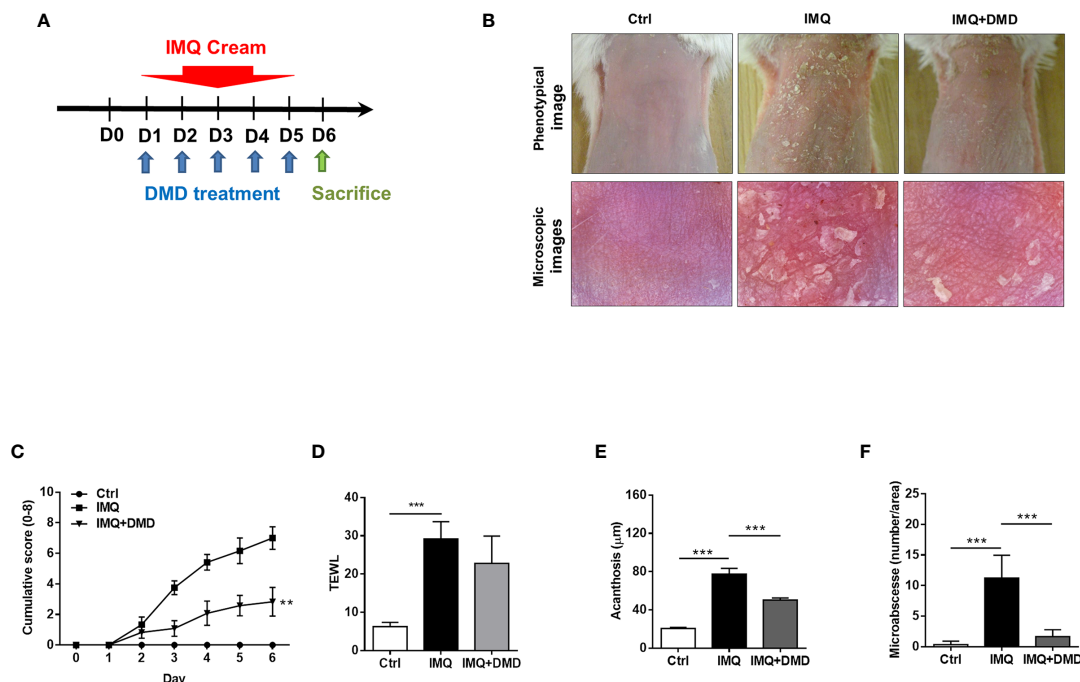 A
IMQ Cream
D0 D1 D2 D3 D4 D5 D6
DMD treatment Sacrifice
B
Ctrl IMQ IMQ+DMD
Phenotypical
image
Microscopic
images
C
Cumulative score (0-8)
10
8
6
4
2
0
Ctrl
IMQ
IMQ+DMD
**
0 1 2 3 4 5 6
Day
D
TEWL
40
30
20
10
0
***
Ctrl IMQ IMQ+DMD
E
Acanthosis (μm)
160
120
80
40
0
***
***
Ctrl IMQ IMQ+DMD
F
Microabscesse (number/area)
25
20
15
10
5
0
***
***
Ctrl IMQ IMQ+DMD